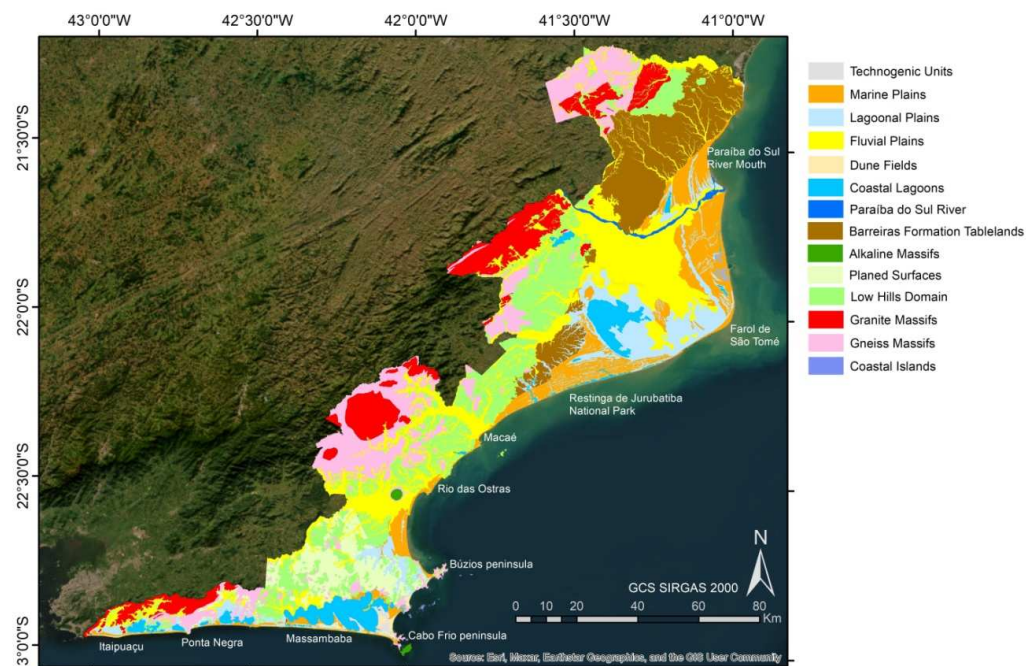 43°0'0"W
42°30'0"W
42°0'0"W
41°30'0"W
41°0'0"W
21°30'0"S
22°0'0"S
22°30'0"S
3°0'0"S
Technogenic Units
Marine Plains
Lagoonal Plains
Fluvial Plains
Dune Fields
Coastal Lagoons
Paraíba do Sul River
Barreiras Formation Tablelands
Alkaline Massifs
Planed Surfaces
Low Hills Domain
Granite Massifs
Gneiss Massifs
Coastal Islands
Paraíba do Sul
River Mouth
Farol de
São Tomé
Restinga de Jurubatiba
National Park
Macaé
Rio das Ostras
Búzios peninsula
Cabo Frio peninsula
Massambaba
Ponta Negra
Itaipuaçu
N
GCS SIRGAS 2000
0 10 20 40 60 80
Km
Source: Esri, Maxar, Earthstar Geographics, and the GIS User Community